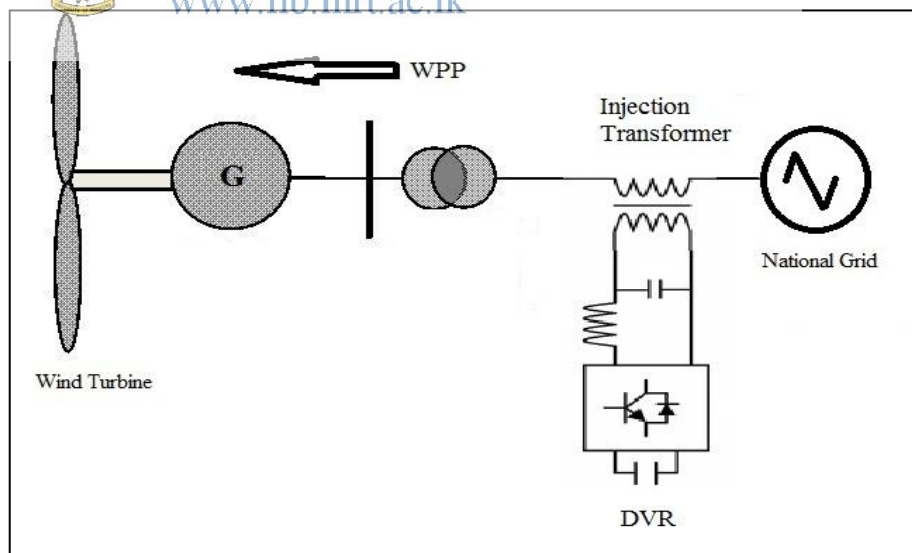 WPP
Injection
Transformer
G
National Grid
Wind Turbine
DVR